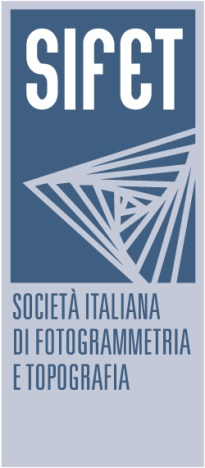 SIFET
SOCIETÀ ITALIANA
DI FOTOGRAMMETRIA
E TOPOGRAFIA